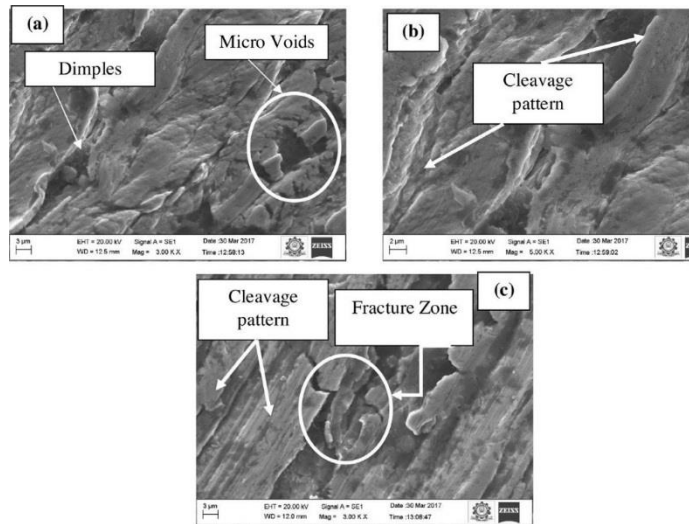 (a)
Micro Voids
Dimples
3 µm
EHT = 20.00 kV
Signal A = SE1
Date :30 Mar 2017
WD = 12.5 mm
Mag = 3.00 K X
Time :12:58:13
ZEISS
(b)
Cleavage
pattern
2 µm
EHT = 20.00 kV
Signal A = SE1
Date :30 Mar 2017
WD = 12.5 mm
Mag = 5.00 K X
Time :12:59:02
ZEISS
Cleavage
pattern
Fracture Zone
(c)
3 µm
EHT = 20.00 kV
Signal A = SE1
Date :30 Mar 2017
WD = 12.0 mm
Mag = 3.00 K X
Time :13:08:47
ZEISS